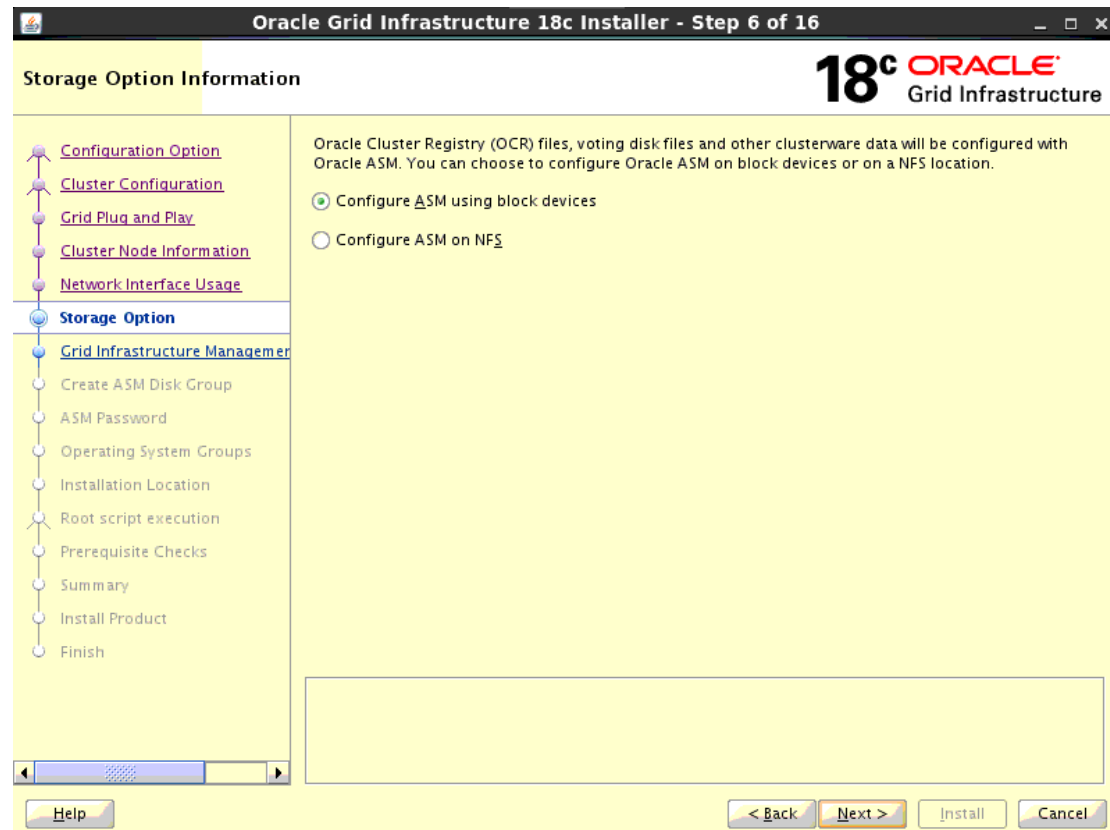 Oracle Grid Infrastructure 18c Installer - Step 6 of 16
Storage Option Information
18c ORACLE
Grid Infrastructure
Configuration Option
Cluster Configuration
Grid Plug and Play
Cluster Node Information
Network Interface Usage
Storage Option
Grid Infrastructure Managemen
Create ASM Disk Group
ASM Password
Operating System Groups
Installation Location
Root script execution
Prerequisite Checks
Summary
Install Product
Finish
Oracle Cluster Registry (OCR) files, voting disk files and other clusterware data will be configured with
Oracle ASM. You can choose to configure Oracle ASM on block devices or on a NFS location.
Configure ASM using block devices
Configure ASM on NFS
Help
< Back
Next >
Install
Cancel